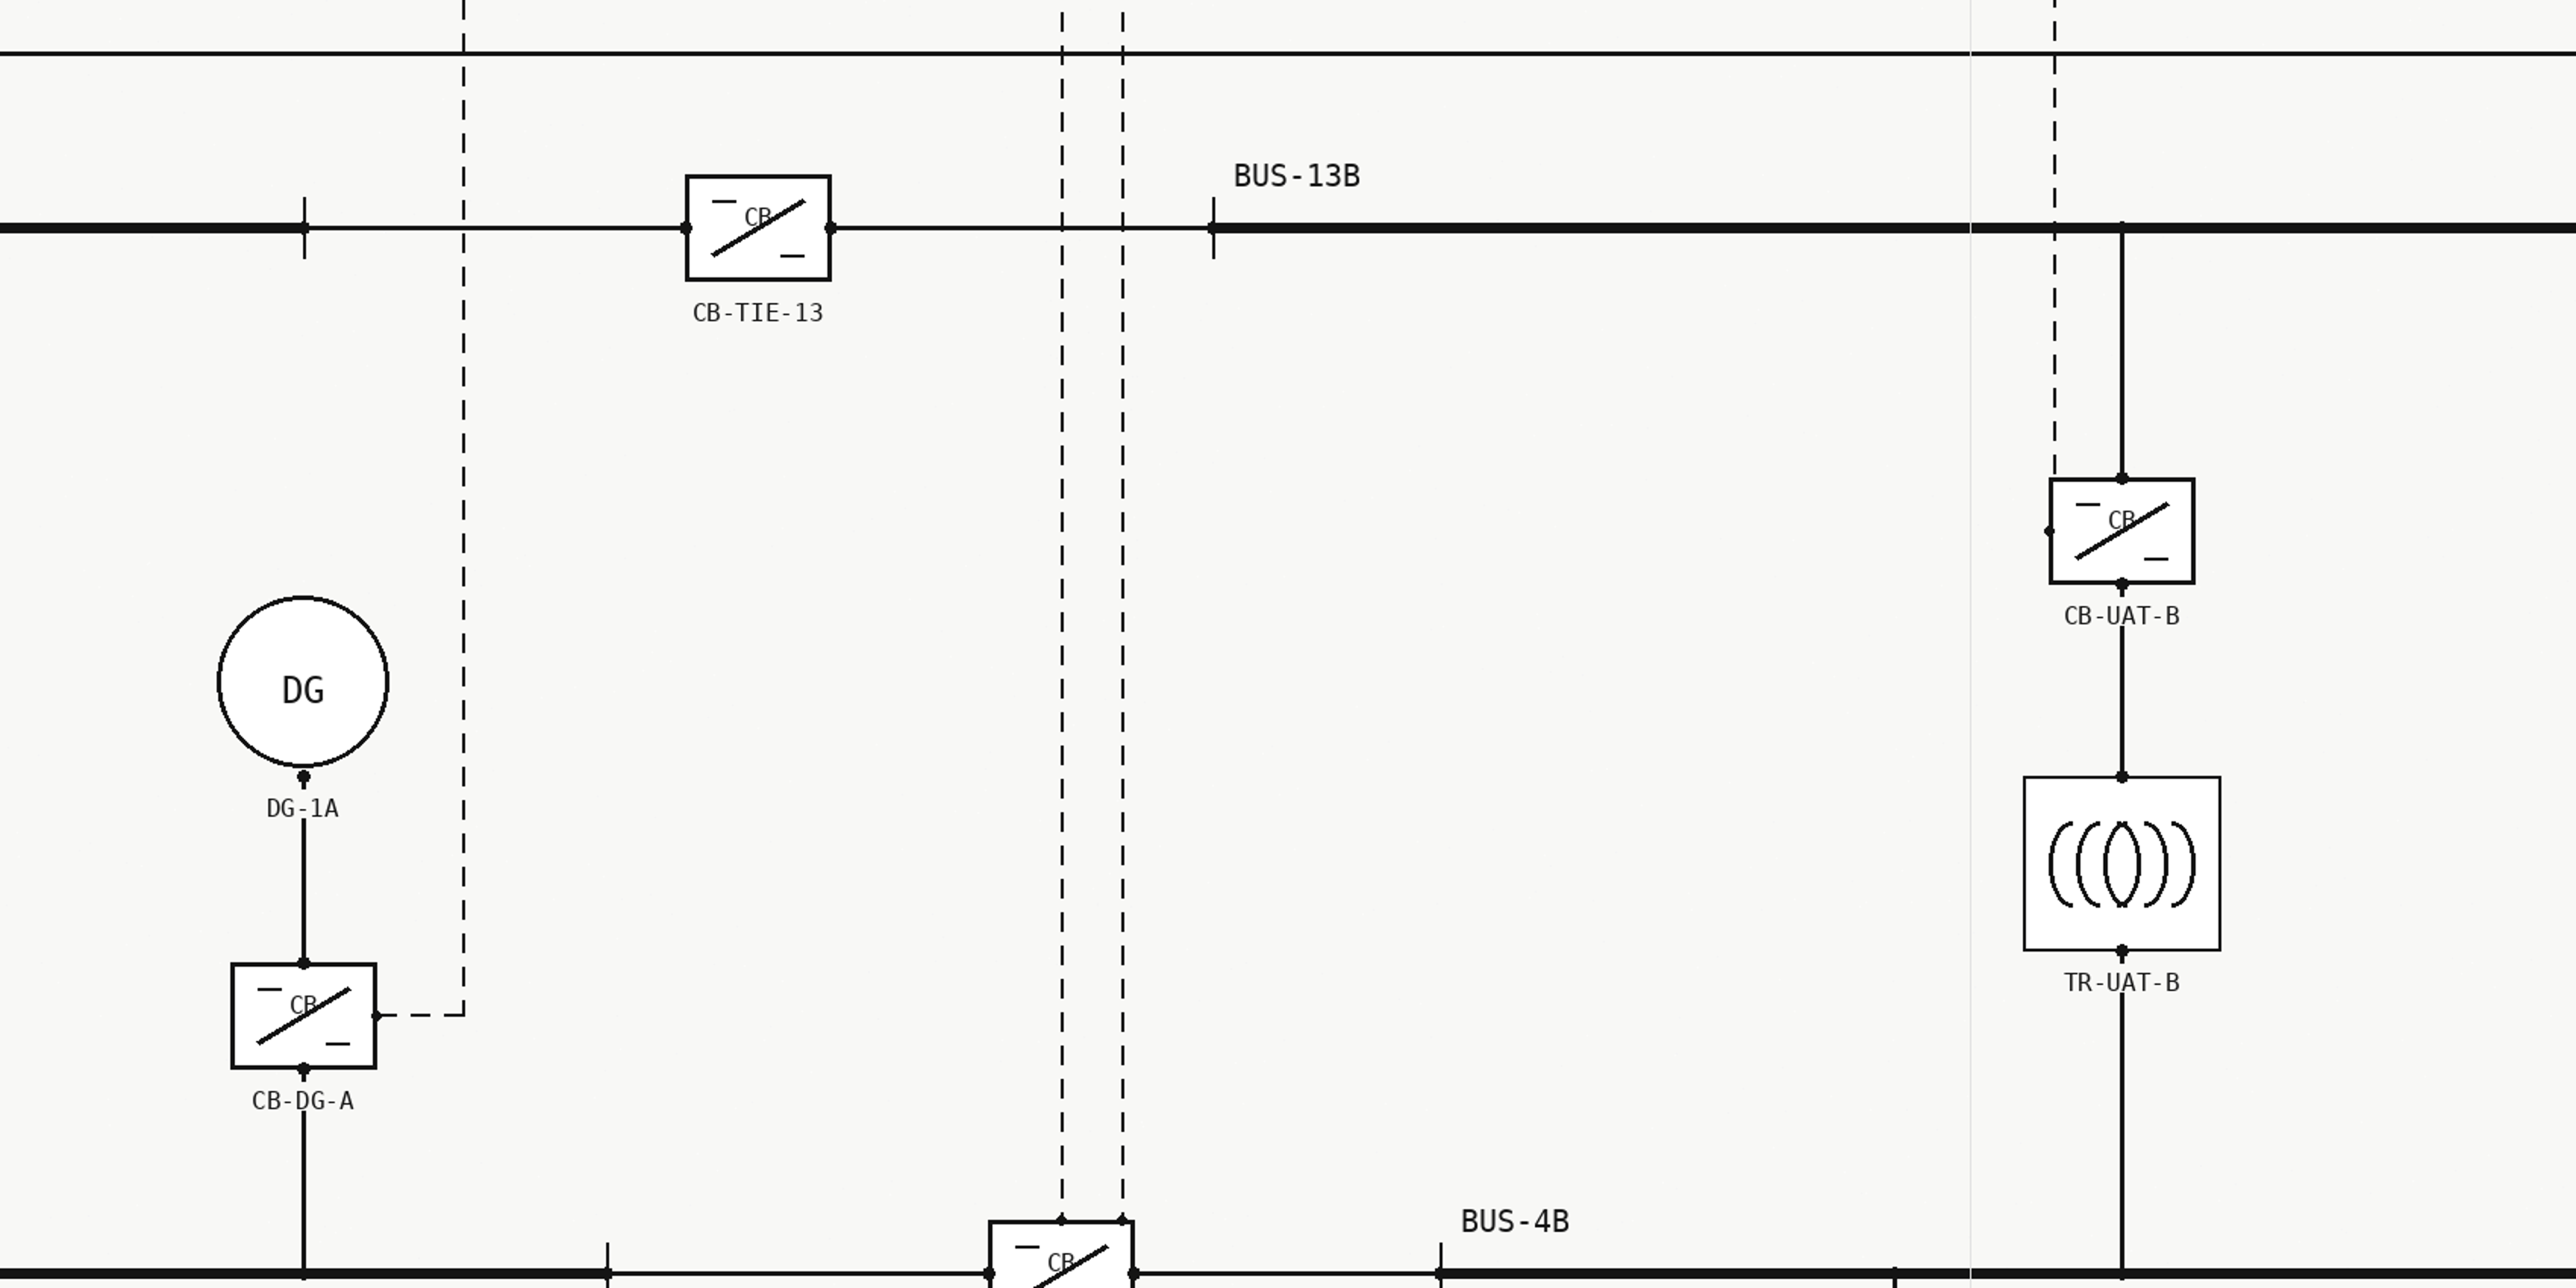 BUS-13B
CB
CB-TIE-13
CB
CB-UAT-B
DG
DG-1A
TR-UAT-B
CB
CB-DG-A
BUS-4B
CB